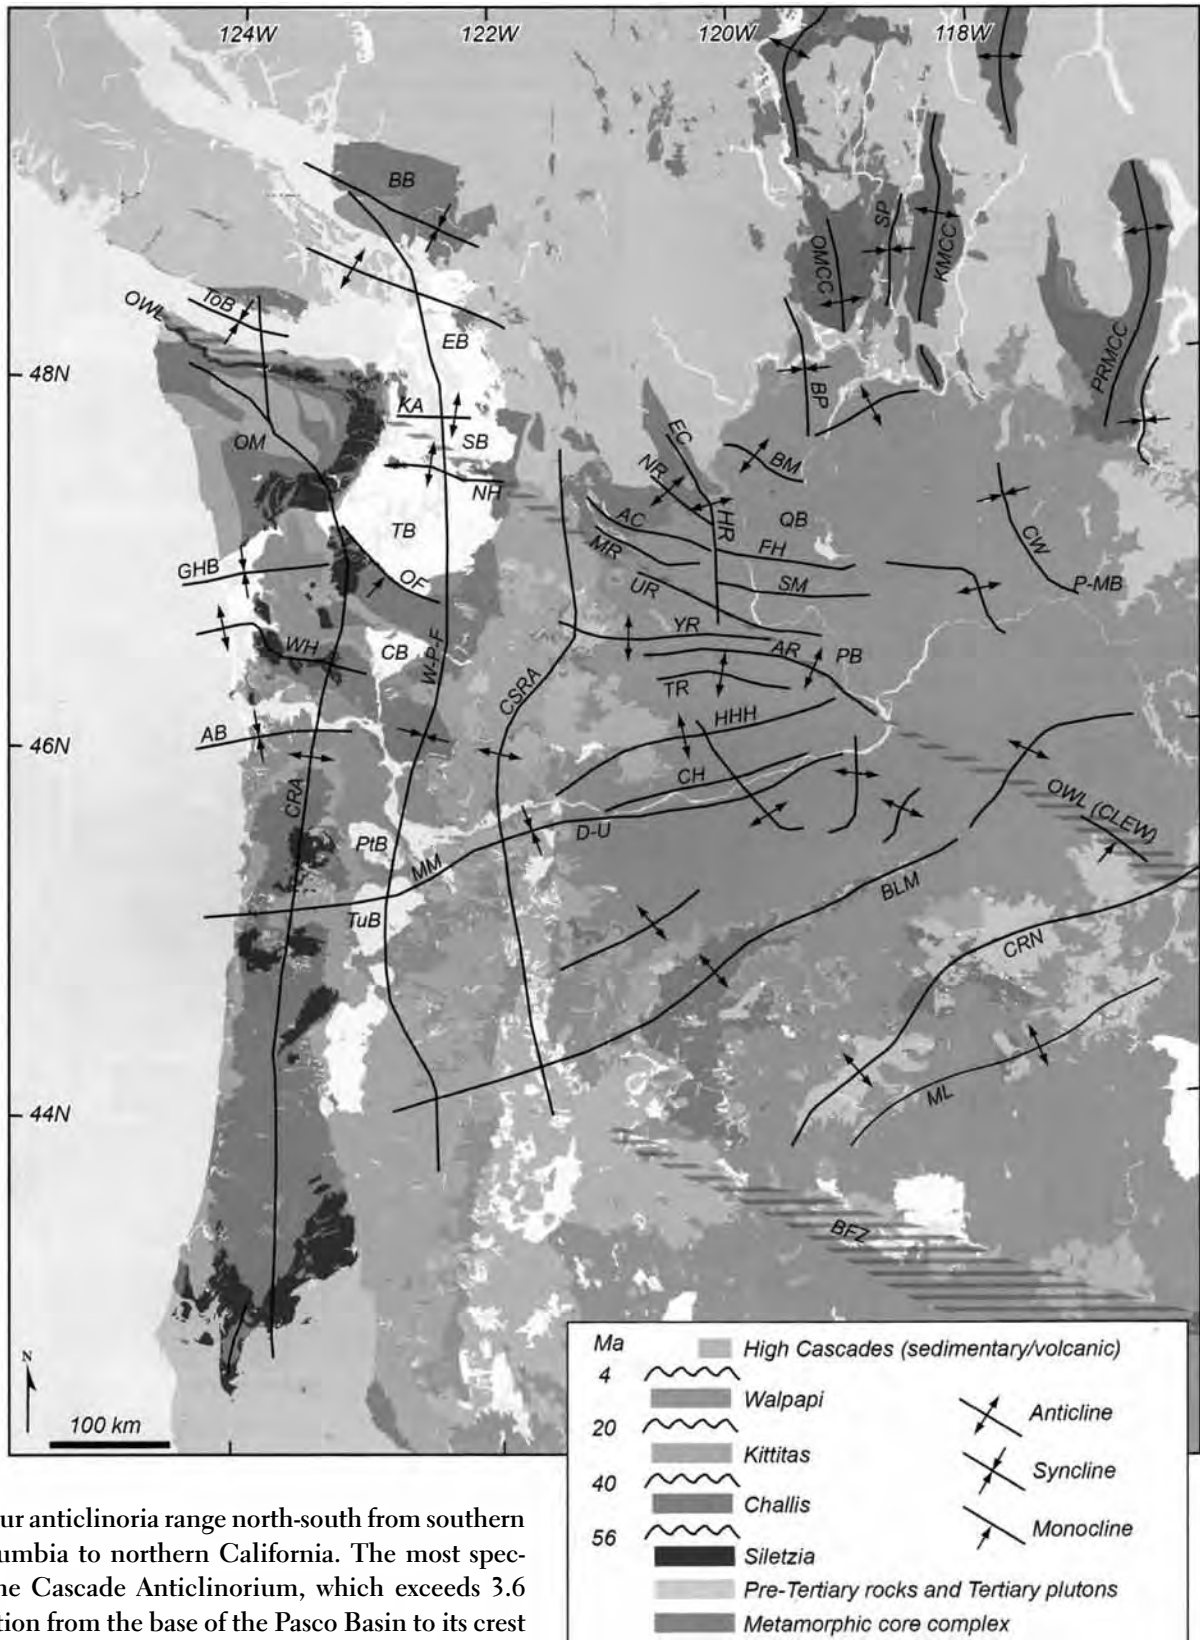 124W 122W 120W 118W
BB
SP
OMCC
KMCC
ToB
OWL
EB
PRMCC
48N
BP
KA
EC
OM
SB
BM
NR
NH
AC
HR
QB
TB
CW
MR
FH
GHB
OF
UR
SM
P-MB
YR
WH
CB
W-P-F
AR
PB
CSRA
TR
HHH
AB
46N
CH
CRA
OWL (CLEW)
D-U
PtB
MM
BLM
TuB
CRN
ML
44N
BFZ
N
100 km
Ma
High Cascades (sedimentary/volcanic)
4
Walpapi
20
Kittitas
40
Challis
56
Siletzia
Pre-Tertiary rocks and Tertiary plutons
Metamorphic core complex
Anticline
Syncline
Monocline
ur anticlinoria range north-south from southern
umbia to northern California. The most spec-
ne Cascade Anticlinorium, which exceeds 3.6
tion from the base of the Pasco Basin to its crest